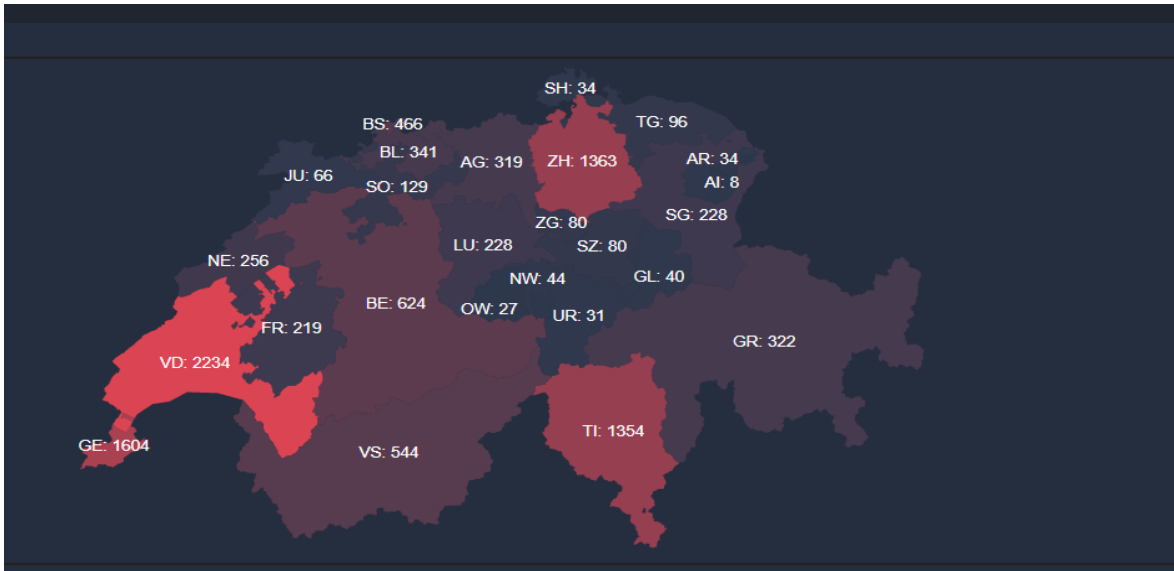 SH: 34
TG: 96
BS: 466
BL: 341
AG: 319
ZH: 1363
AR: 34
JU: 66
SO: 129
AI: 8
ZG: 80
SG: 228
NE: 256
LU: 228
SZ: 80
NW: 44
GL: 40
BE: 624
OW: 27
UR: 31
FR: 219
GR: 322
VD: 2234
TI: 1354
GE: 1604
VS: 544